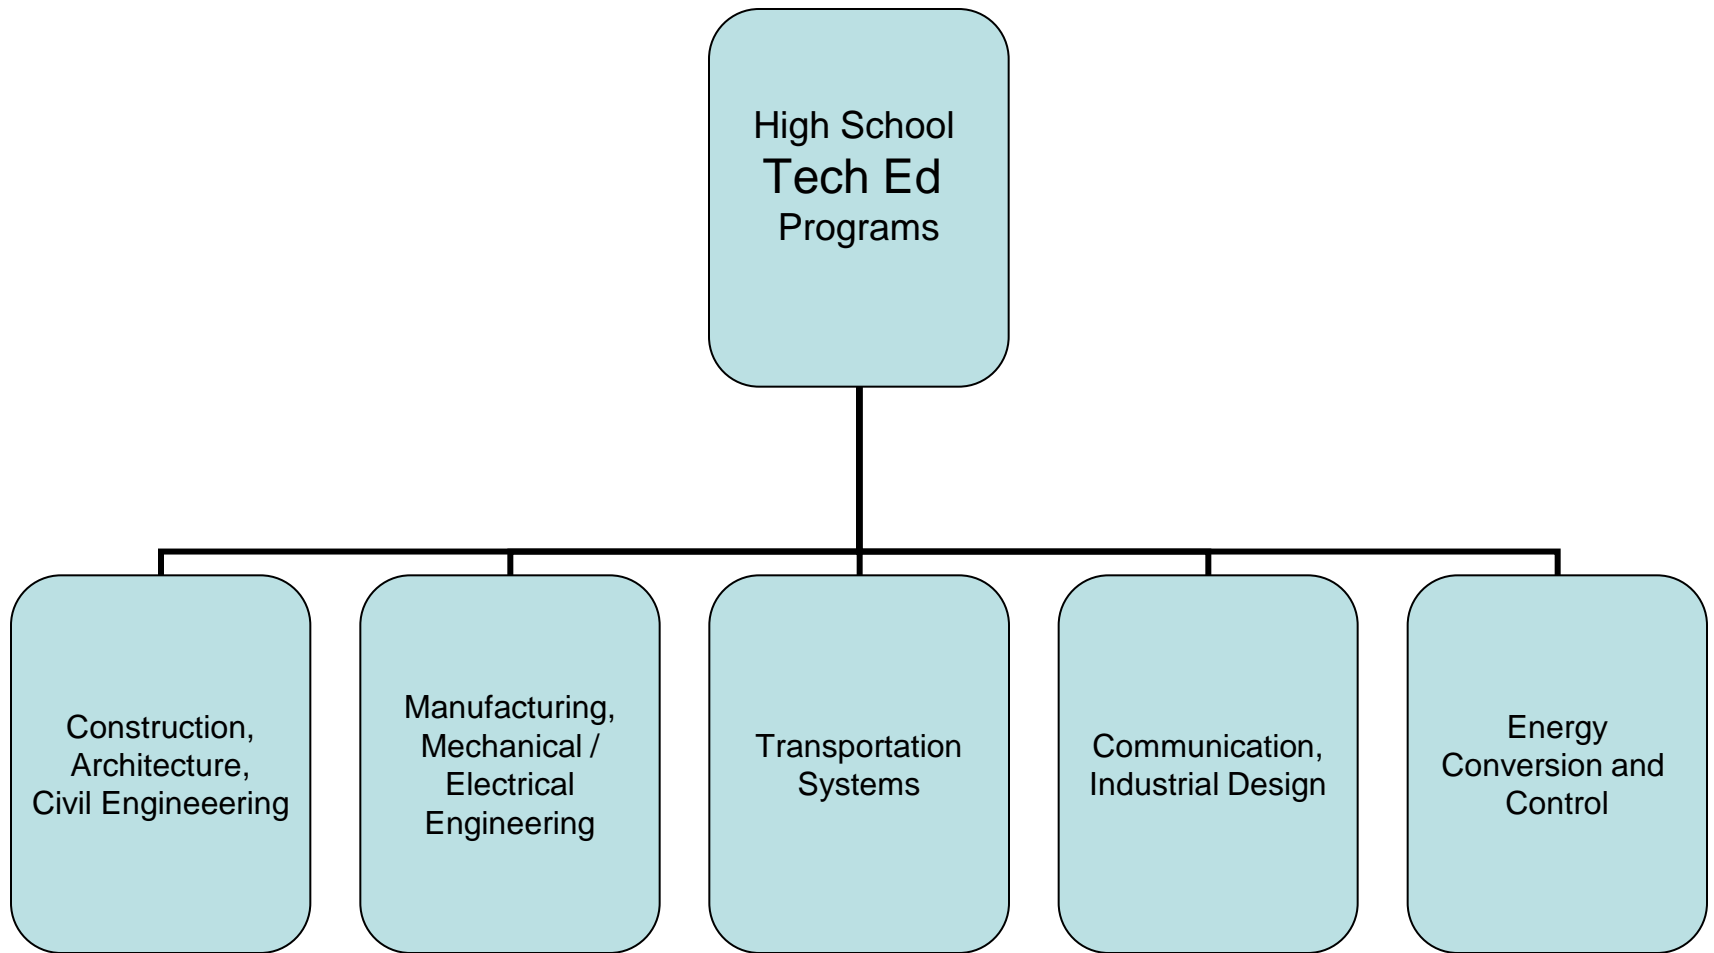 High School
Tech Ed
Programs
Construction,
Architecture,
Civil Engineeering
Manufacturing,
Mechanical /
Electrical
Engineering
Transportation
Systems
Communication,
Industrial Design
Energy
Conversion and
Control